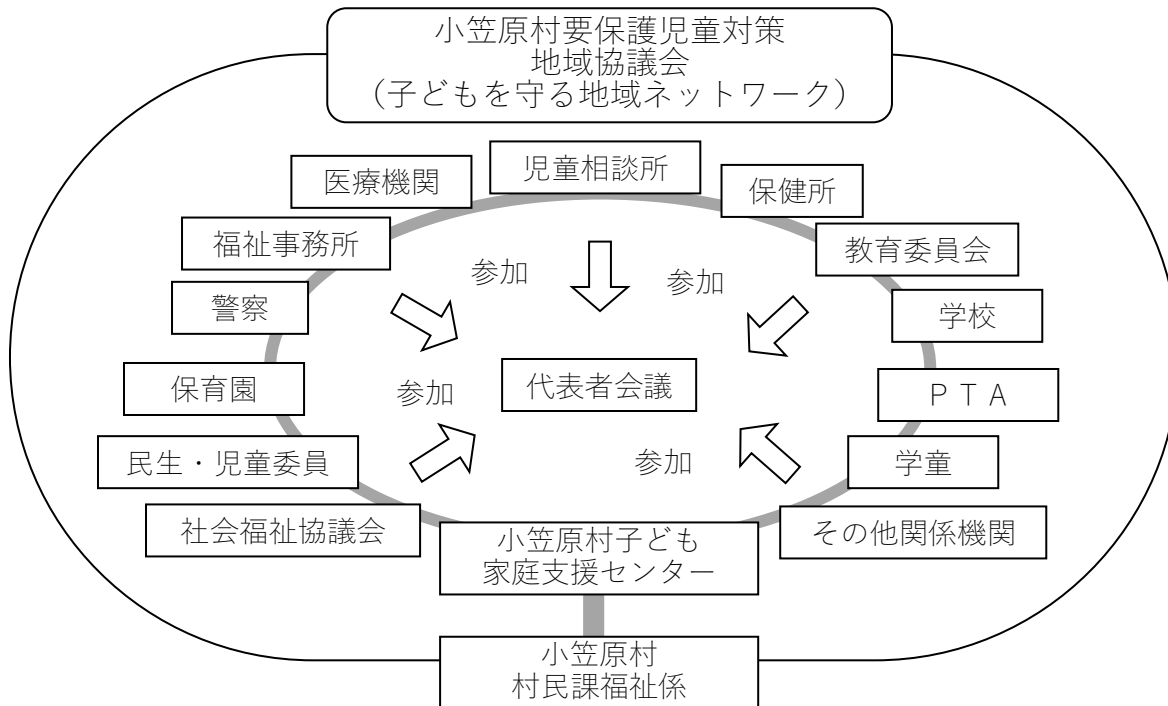 小笠原村要保護児童対策
地域協議会
（子どもを守る地域ネットワーク）
児童相談所
医療機関
保健所
福祉事務所
教育委員会
参加
参加
警察
学校
保育園
代表者会議
参加
ＰＴＡ
民生・児童委員
参加
学童
社会福祉協議会
その他関係機関
小笠原村子ども
家庭支援センター
小笠原村
村民課福祉係